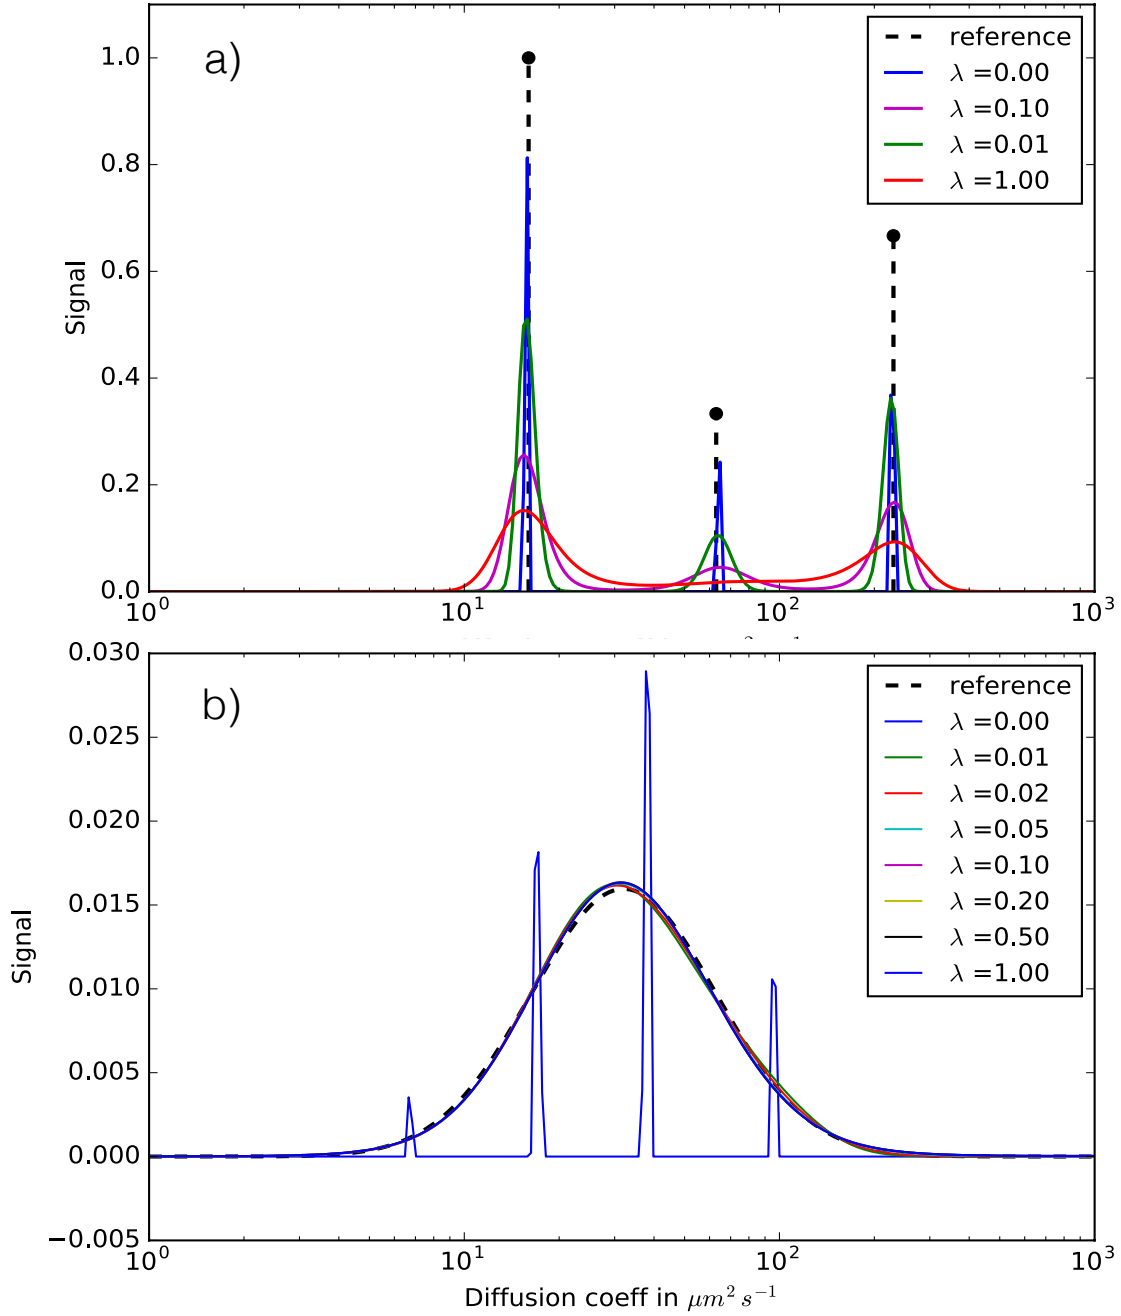 a)
Signal
1.0
0.8
0.6
0.4
0.2
0.0
reference
λ =0.00
λ =0.10
λ =0.01
λ =1.00
10⁰ 10¹ 10² 10³
b)
Signal
0.030
0.025
0.020
0.015
0.010
0.005
0.000
−0.005
reference
λ =0.00
λ =0.01
λ =0.02
λ =0.05
λ =0.10
λ =0.20
λ =0.50
λ =1.00
10⁰ 10¹ 10² 10³
Diffusion coeff in μm² s⁻¹